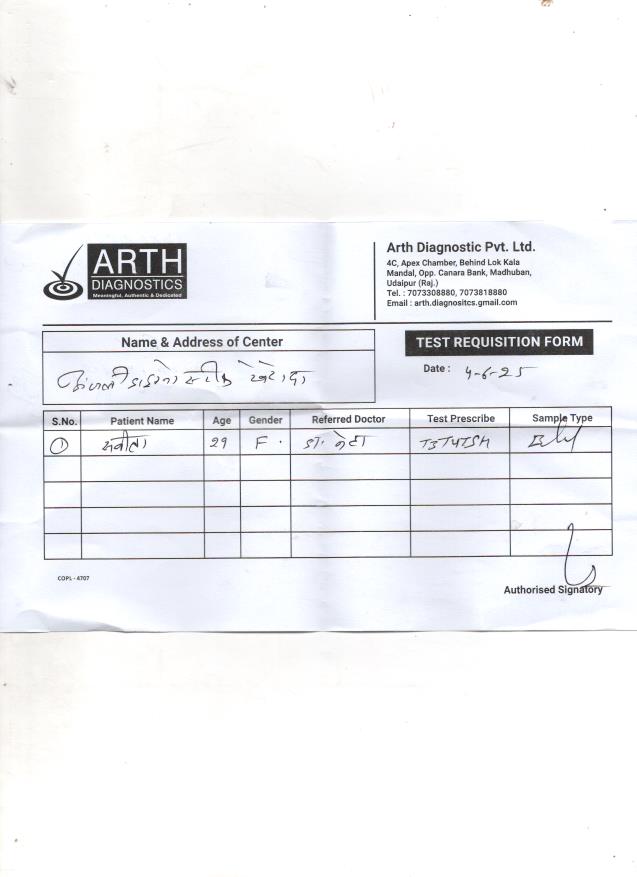 ARTH
DIAGNOSTICS
Meaningful, Authentic & Dedicated
Arth Diagnostic Pvt. Ltd.
4C, Apex Chamber, Behind Lok Kala
Mandal, Opp. Canara Bank, Madhuban,
Udaipur (Raj.)
Tel. : 7073308880, 7073818880
Email : arth.diagnositcs.gmail.com
Name & Address of Center
TEST REQUISITION FORM
Date : 4-6-25
S.No. Patient Name Age Gender Referred Doctor Test Prescribe Sample Type
1 29 F. डॉ. T3T4TSH
COPL - 4707
Authorised Signatory